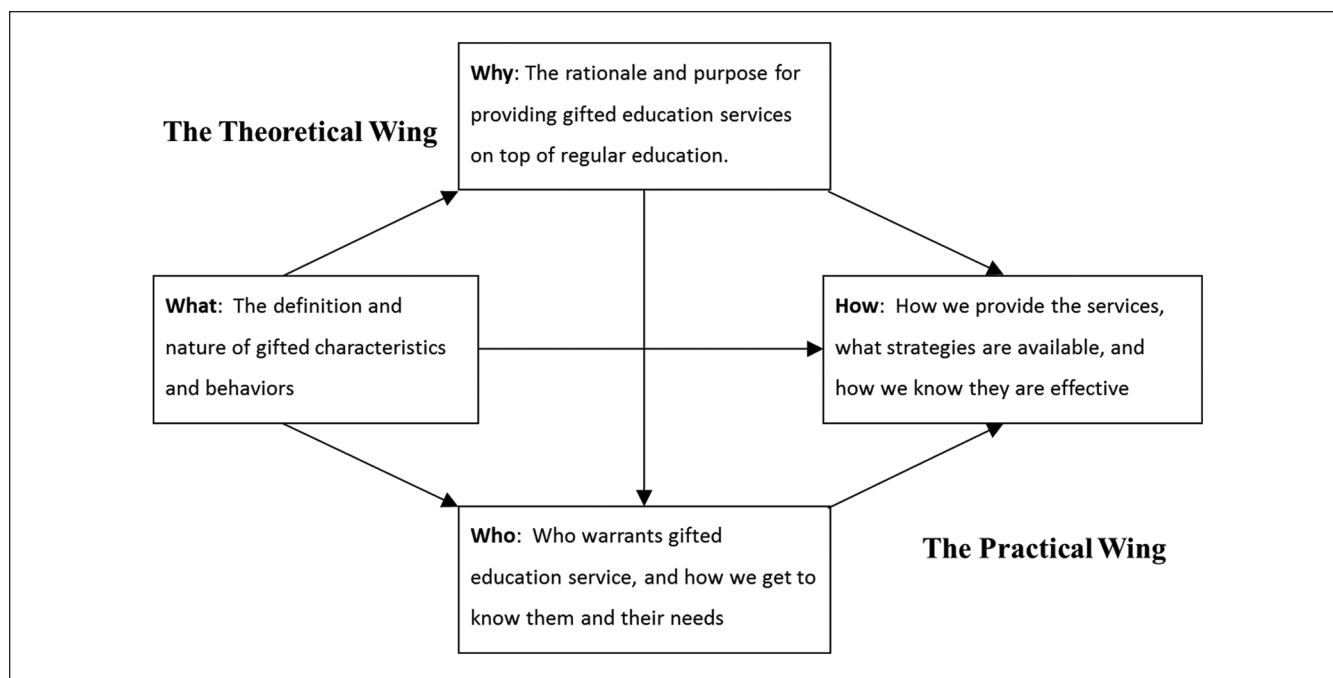 Why: The rationale and purpose for
providing gifted education services
on top of regular education.
The Theoretical Wing
What: The definition and
nature of gifted characteristics
and behaviors
How: How we provide the services,
what strategies are available, and
how we know they are effective
Who: Who warrants gifted
education service, and how we get to
know them and their needs
The Practical Wing